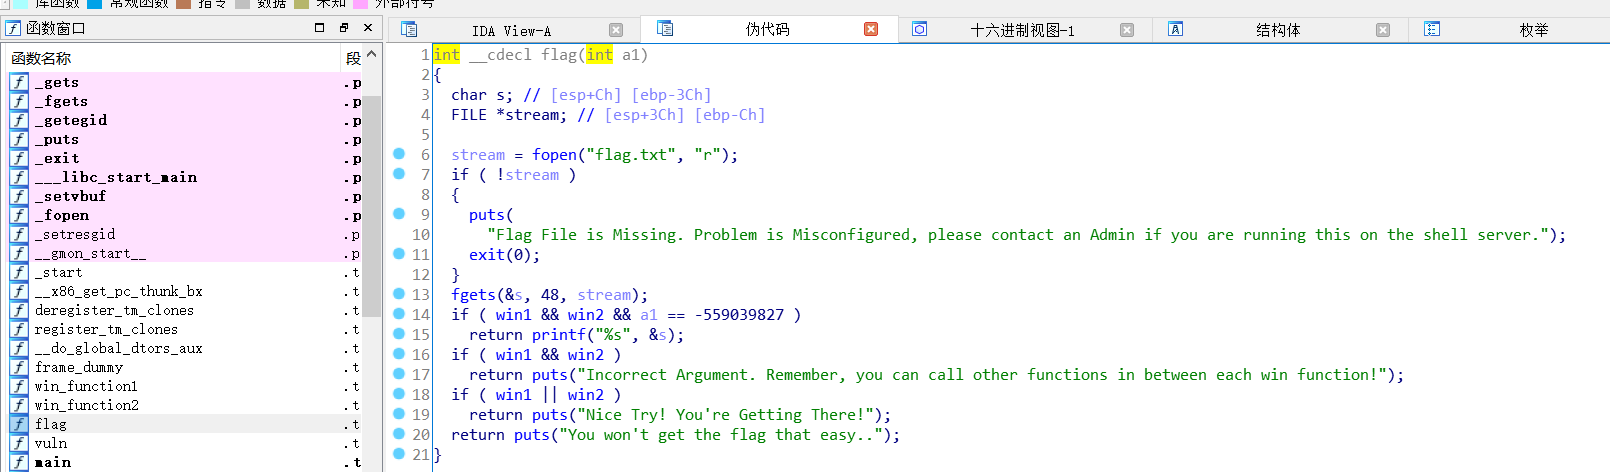 库函数 常规函数 指令 数据 未知 外部符号
函数窗口
函数名称 段
_gets .p
_fgets .p
_getegid .p
_puts .p
_exit .p
___libc_start_main .p
_setvbuf .p
_fopen .p
_setresgid .p
__gmon_start__ .p
_start .t
__x86_get_pc_thunk_bx .t
deregister_tm_clones .t
register_tm_clones .t
__do_global_dtors_aux .t
frame_dummy .t
win_function1 .t
win_function2 .t
flag .t
vuln .t
main .t
IDA View-A 伪代码 十六进制视图-1 结构体 枚举
1 int __cdecl flag(int a1)
2 {
3 char s; // [esp+Ch] [ebp-3Ch]
4 FILE *stream; // [esp+3Ch] [ebp-Ch]
5
6 stream = fopen("flag.txt", "r");
7 if ( !stream )
8 {
9 puts(
10 "Flag File is Missing. Problem is Misconfigured, please contact an Admin if you are running this on the shell server.");
11 exit(0);
12 }
13 fgets(&s, 48, stream);
14 if ( win1 && win2 && a1 == -559039827 )
15 return printf("%s", &s);
16 if ( win1 && win2 )
17 return puts("Incorrect Argument. Remember, you can call other functions in between each win function!");
18 if ( win1 || win2 )
19 return puts("Nice Try! You're Getting There!");
20 return puts("You won't get the flag that easy..");
21 }